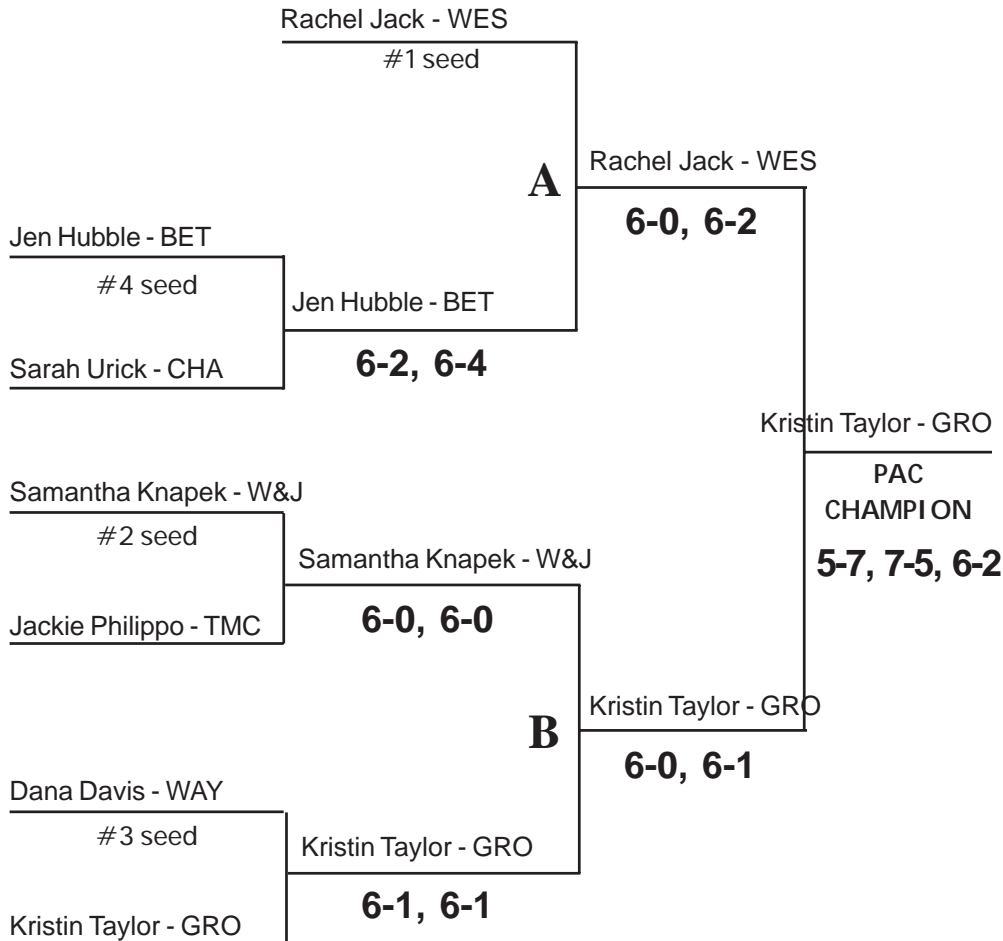 Rachel Jack - WES
#1 seed
A
Rachel Jack - WES
6-0, 6-2
Jen Hubble - BET
#4 seed
Jen Hubble - BET
6-2, 6-4
Sarah Urick - CHA
Kristin Taylor - GRO
PAC
CHAMPION
5-7, 7-5, 6-2
Samantha Knapek - W&J
#2 seed
Samantha Knapek - W&J
6-0, 6-0
Jackie Philippo - TMC
B
Kristin Taylor - GRO
6-0, 6-1
Dana Davis - WAY
#3 seed
Kristin Taylor - GRO
6-1, 6-1
Kristin Taylor - GRO